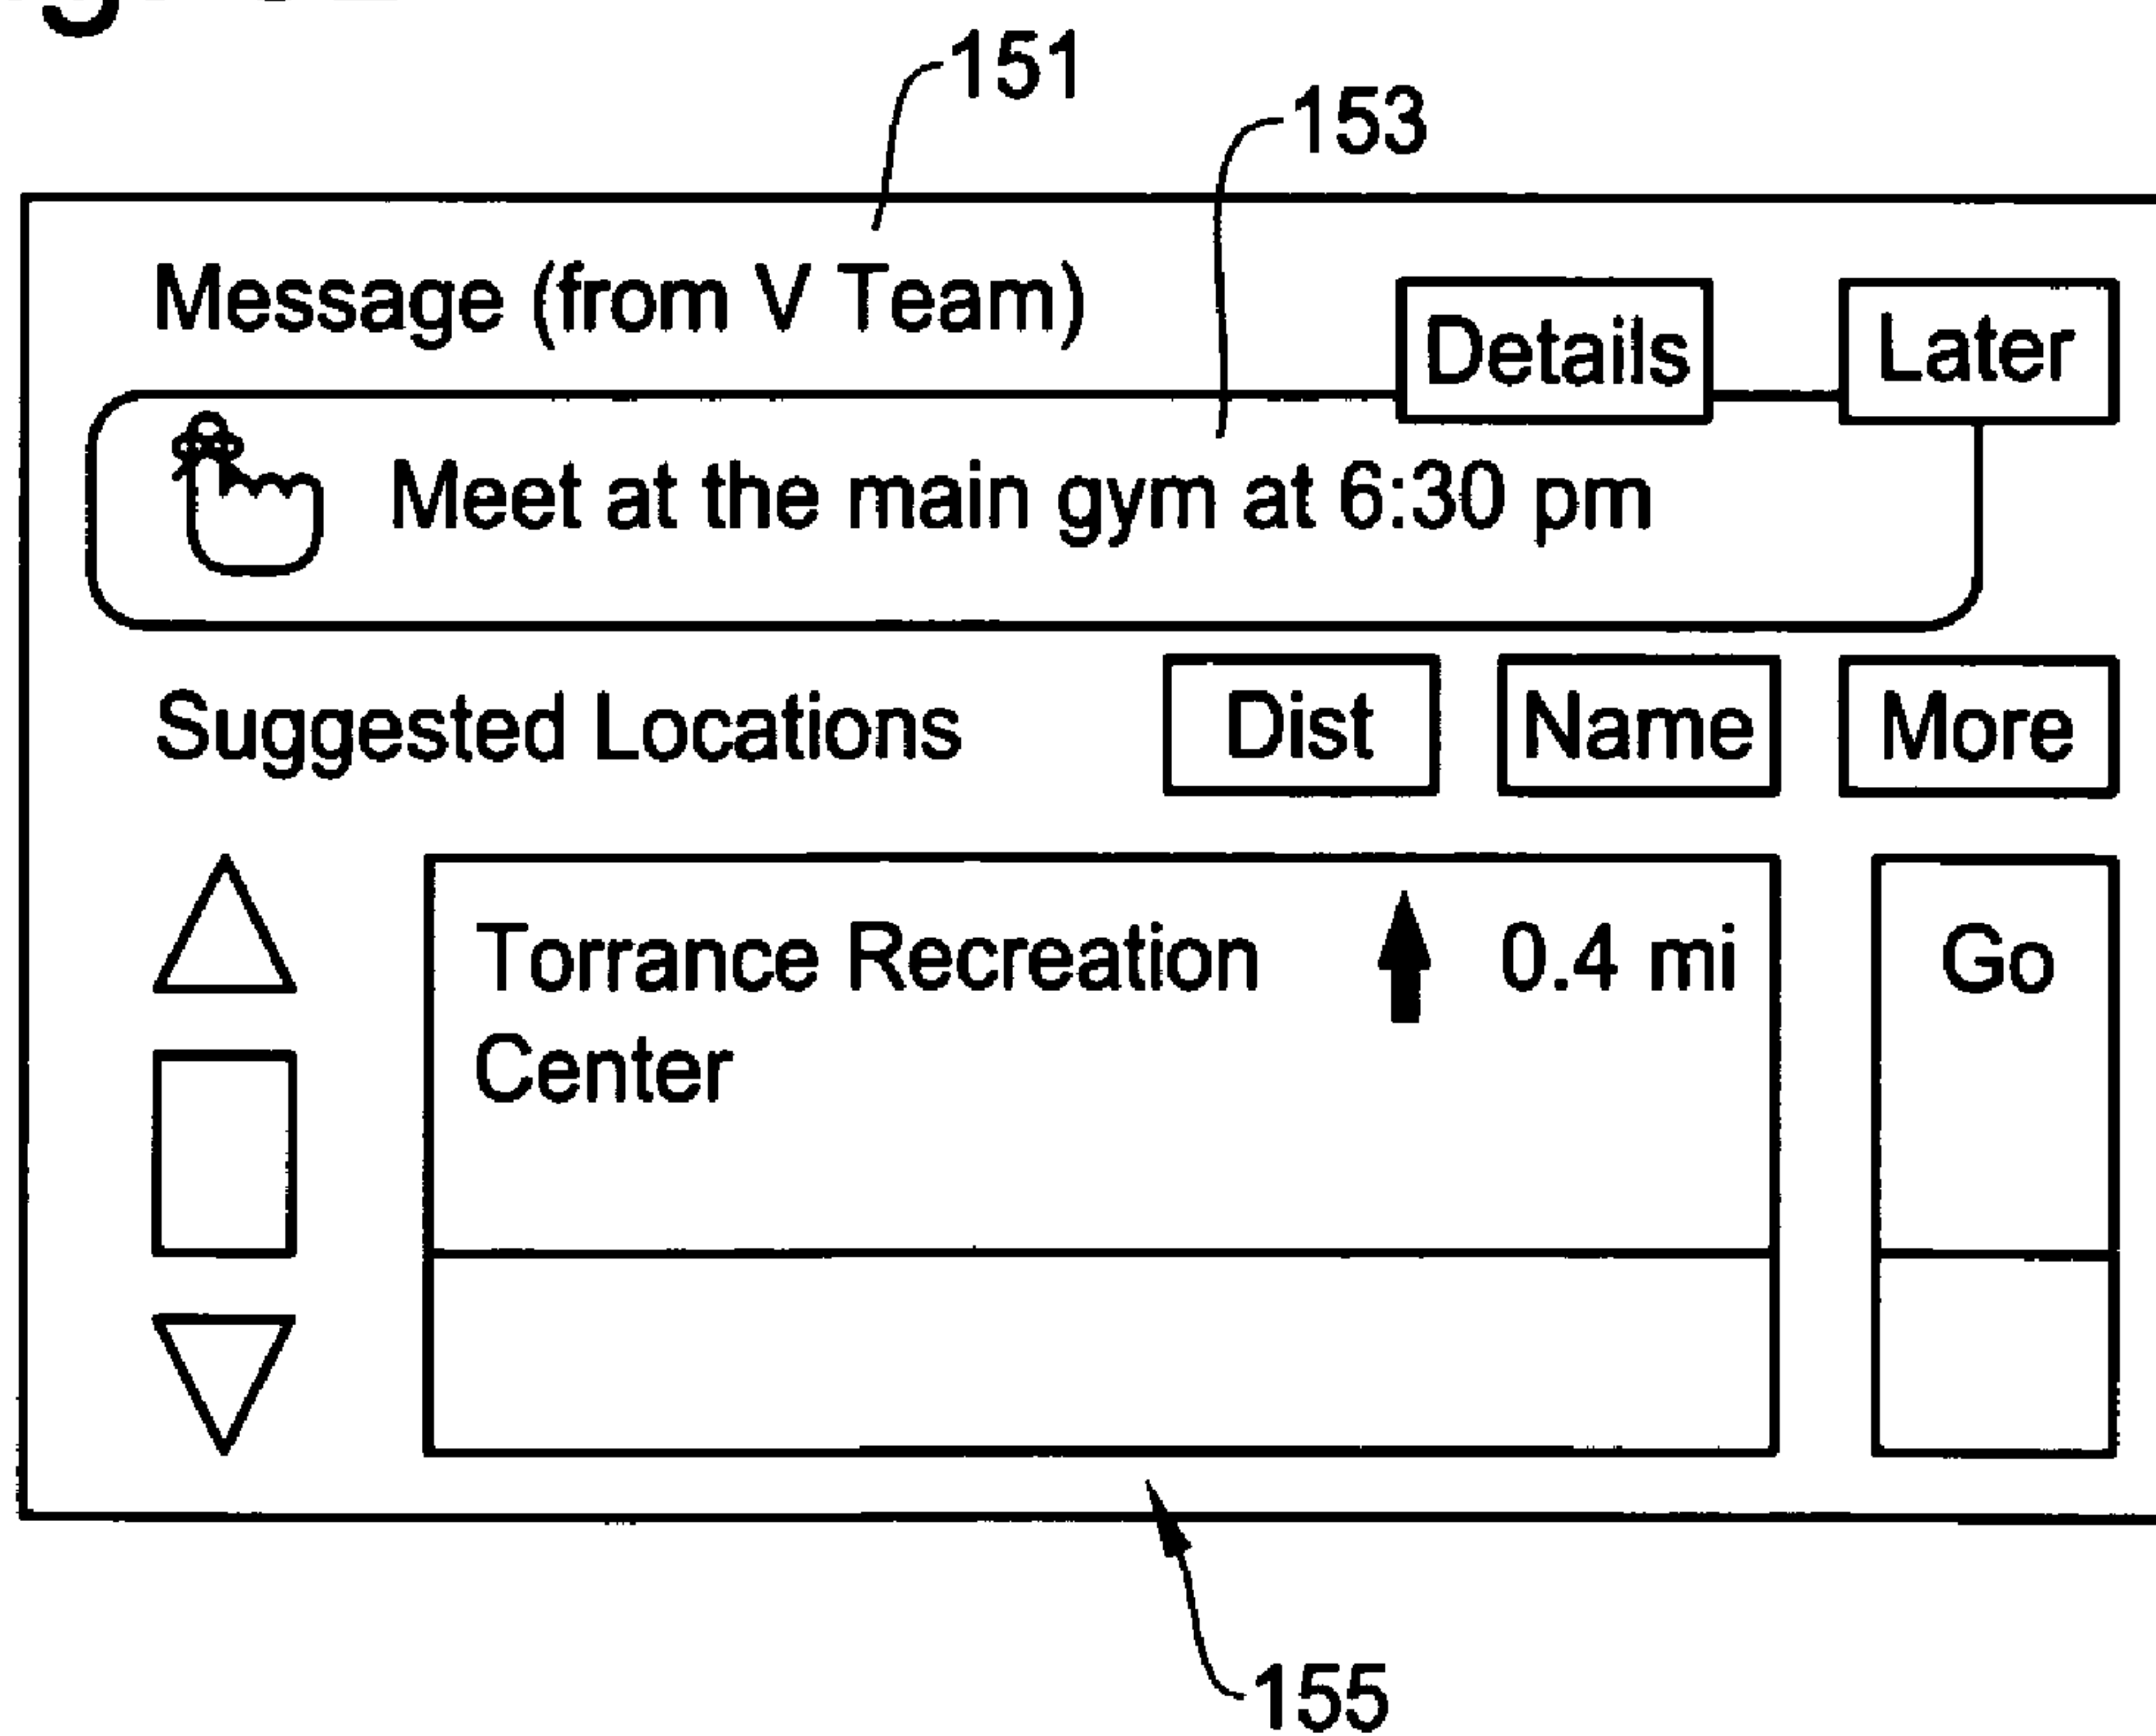 151
153
Message (from V Team)
Details
Later
Meet at the main gym at 6:30 pm
Suggested Locations
Dist
Name
More
Torrance Recreation
0.4 mi
Go
Center
155